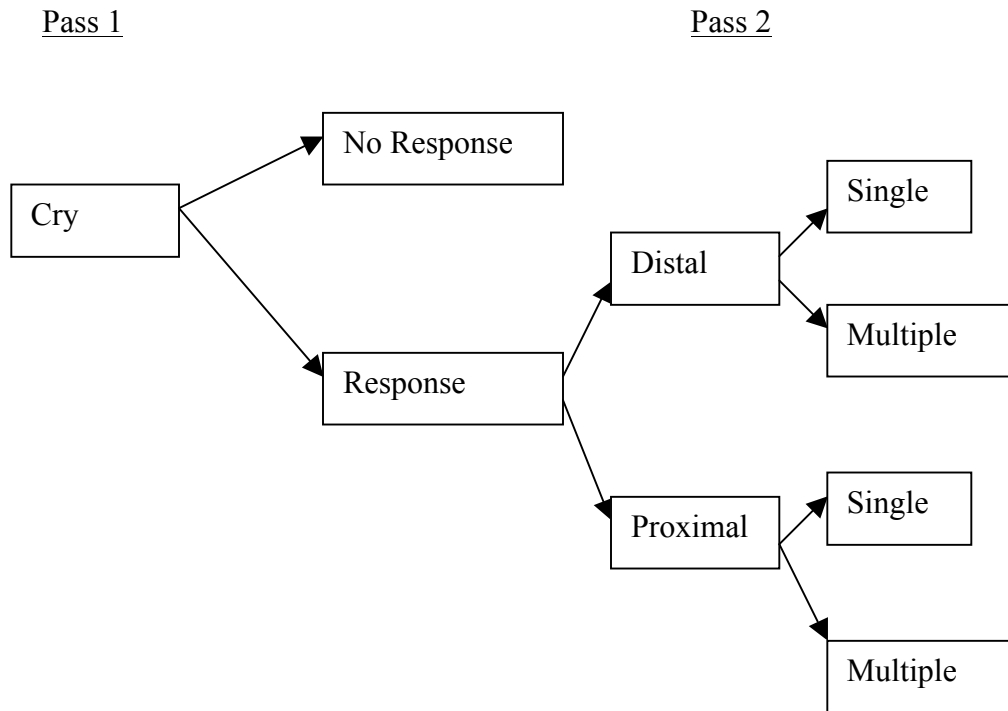 Pass 1
Pass 2
No Response
Cry
Single
Distal
Multiple
Response
Single
Proximal
Multiple